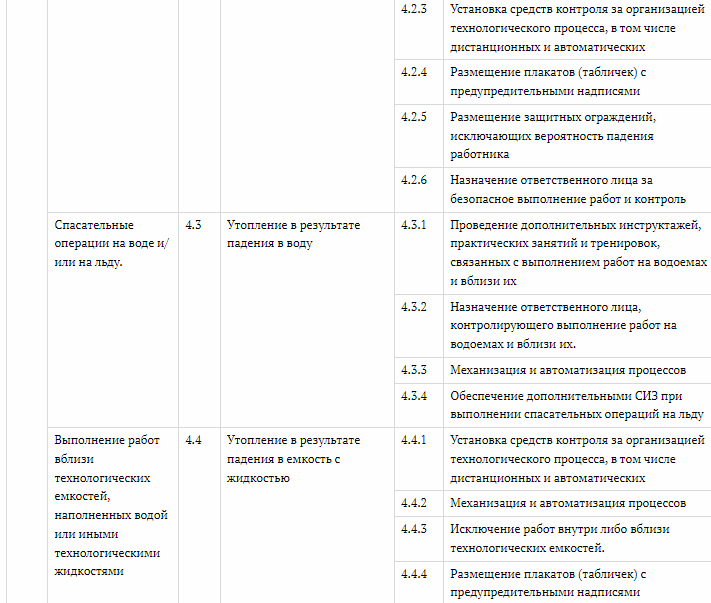 4.2.3
Установка средств контроля за организацией
технологического процесса, в том числе
дистанционных и автоматических
4.2.4
Размещение плакатов (табличек) с
предупредительными надписями
4.2.5
Размещение защитных ограждений,
исключающих вероятность падения
работника
4.2.6
Назначение ответственного лица за
безопасное выполнение работ и контроль
Спасательные
операции на воде и/
или на льду.
4.3
Утопление в результате
падения в воду
4.3.1
Проведение дополнительных инструктажей,
практических занятий и тренировок,
связанных с выполнением работ на водоемах
и вблизи их
4.3.2
Назначение ответственного лица,
контролирующего выполнение работ на
водоемах и вблизи их.
4.3.3
Механизация и автоматизация процессов
4.3.4
Обеспечение дополнительными СИЗ при
выполнении спасательных операций на льду
Выполнение работ
вблизи
технологических
емкостей,
наполненных водой
или иными
технологическими
жидкостями
4.4
Утопление в результате
падения в емкость с
жидкостью
4.4.1
Установка средств контроля за организацией
технологического процесса, в том числе
дистанционных и автоматических
4.4.2
Механизация и автоматизация процессов
4.4.3
Исключение работ внутри либо вблизи
технологических емкостей.
4.4.4
Размещение плакатов (табличек) с
предупредительными надписями